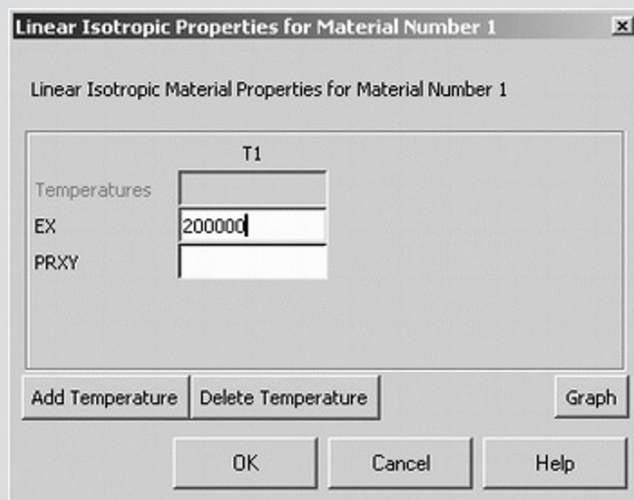 Linear Isotropic Properties for Material Number 1
Linear Isotropic Material Properties for Material Number 1
T1
Temperatures
EX 200000
PRXY
Add Temperature Delete Temperature Graph
OK Cancel Help